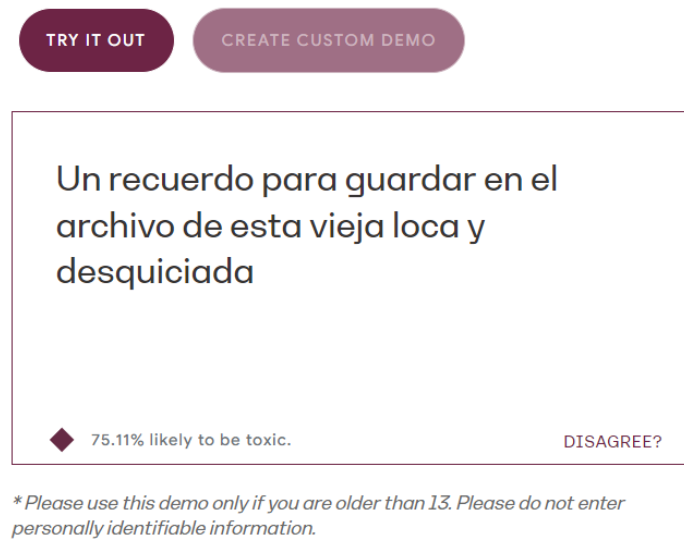 TRY IT OUT CREATE CUSTOM DEMO
Un recuerdo para guardar en el
archivo de esta vieja loca y
desquiciada
75.11% likely to be toxic. DISAGREE?
* Please use this demo only if you are older than 13. Please do not enter
personally identifiable information.